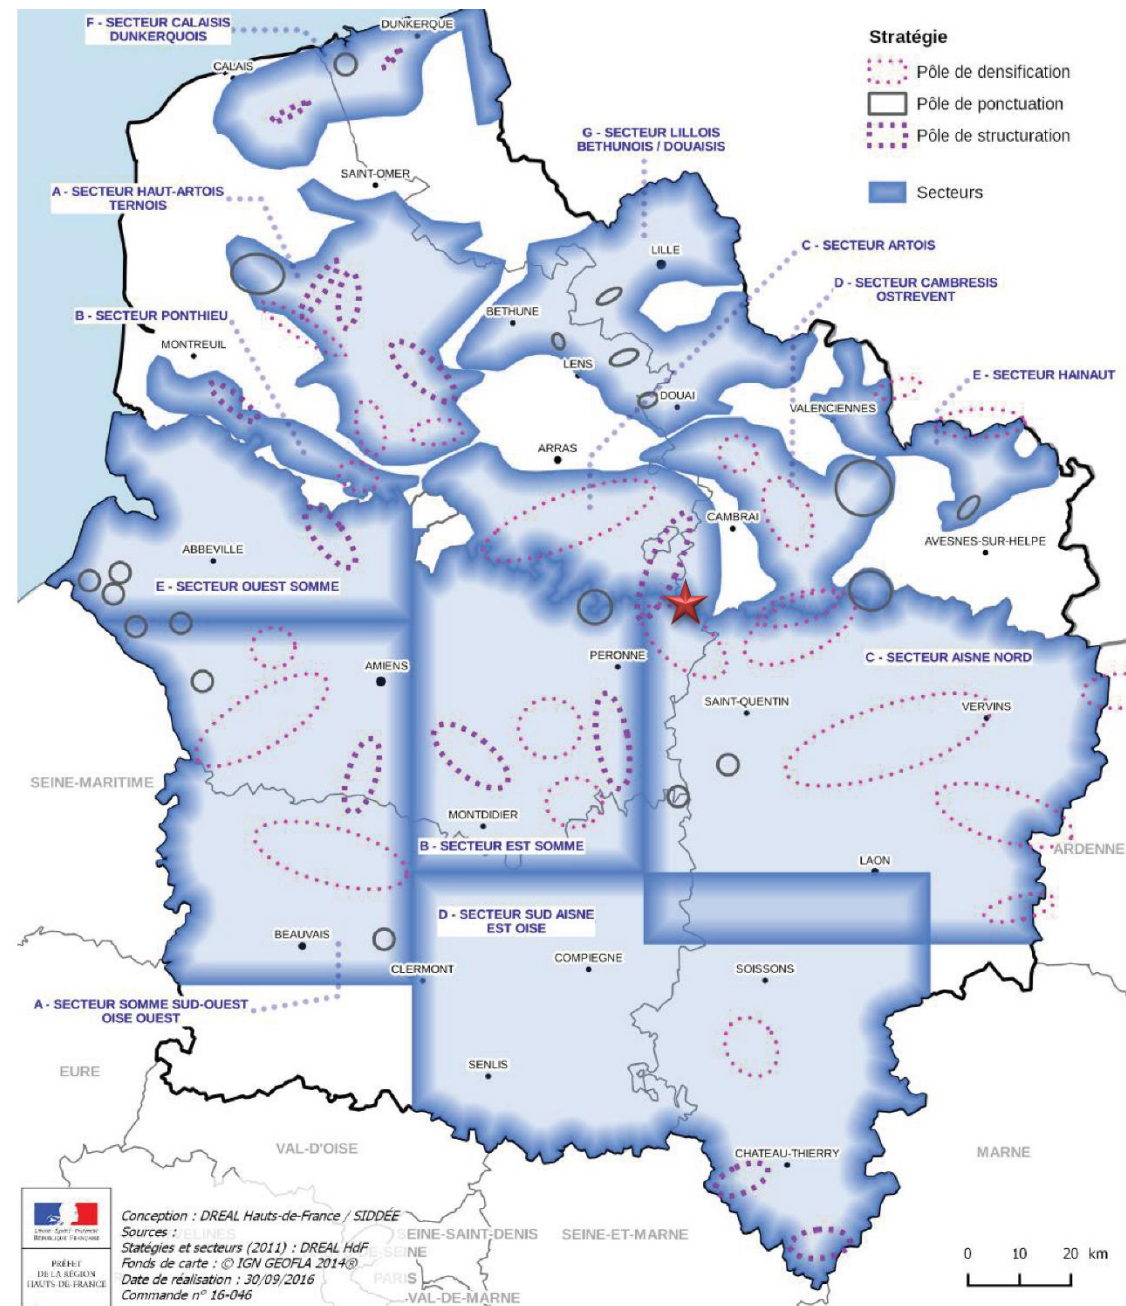 F - SECTEUR CALAISIS
DUNKERQUOIS
DUNKERQUE
CALAIS
Stratégie
Pôle de densification
Pôle de ponctuation
Pôle de structuration
Secteurs
G - SECTEUR LILLOIS
BETHUNOIS / DOUAISIS
SAINT-OMER
A - SECTEUR HAUT-ARTOIS
TERNOIS
C - SECTEUR ARTOIS
LILLE
D - SECTEUR CAMBRESIS
OSTREVENT
B - SECTEUR PONTHIEU
BETHUNE
MONTREUIL
LENS
E - SECTEUR HAINAUT
DOUAI
VALENCIENNES
ARRAS
CAMBRAI
AVESNES-SUR-HELPE
ABBEVILLE
E - SECTEUR OUEST SOMME
PERONNE
C - SECTEUR AISNE NORD
AMIENS
SAINT-QUENTIN
VERVINS
SEINE-MARITIME
MONTDIDIER
B - SECTEUR EST SOMME
ARDENNE
LAON
D - SECTEUR SUD AISNE
EST OISE
BEAUVAIS
COMPIEGNE
CLERMONT
SOISSONS
A - SECTEUR SOMME SUD-OUEST
OISE OUEST
EURE
SENLIS
VAL-D'OISE
CHATEAU-THIERRY
MARNE
Liberté • Égalité • Fraternité
RÉPUBLIQUE FRANÇAISE
PRÉFET
DE LA RÉGION
HAUTS-DE-FRANCE
Conception : DREAL Hauts-de-France / SIDDÉE
Sources :
Statégies et secteurs (2011) : DREAL HdF
Fonds de carte : © IGN GEOFLA 2014®
Date de réalisation : 30/09/2016
Commande n° 16-046
SEINE-SAINT-DENIS
SEINE-ET-MARNE
PARIS
VAL-DE-MARNE
0 10 20 km